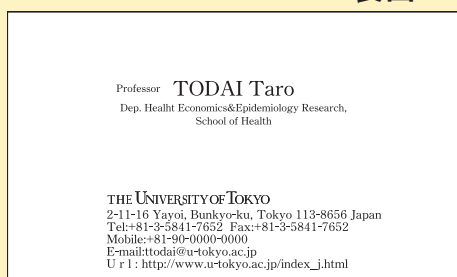 Professor TODAI Taro
Dep. Healht Economics&Epidemiology Research,
School of Health
THE UNIVERSITY OF TOKYO
2-11-16 Yayoi, Bunkyo-ku, Tokyo 113-8656 Japan
Tel:+81-3-5841-7652 Fax:+81-3-5841-7652
Mobile:+81-90-0000-0000
E-mail:ttodai@u-tokyo.ac.jp
U r l : http://www.u-tokyo.ac.jp/index_j.html